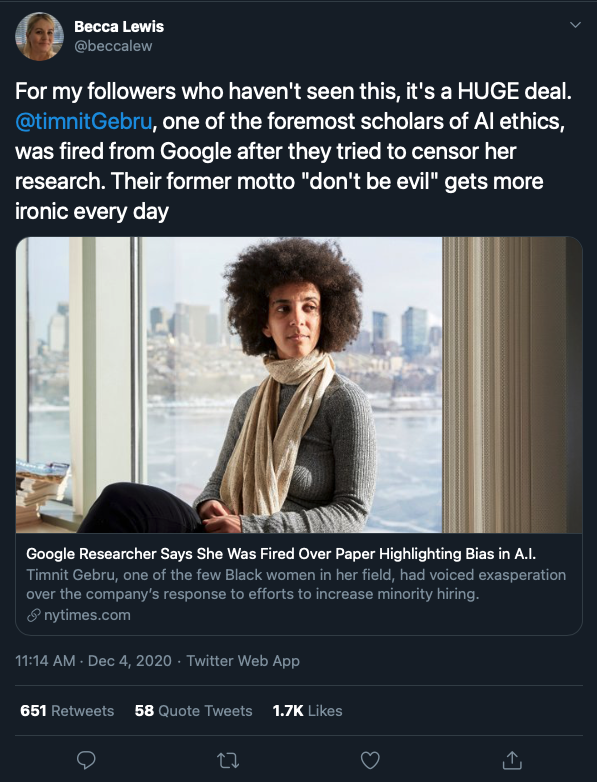 Becca Lewis
@beccalew
For my followers who haven't seen this, it's a HUGE deal.
@timnitGebru, one of the foremost scholars of AI ethics,
was fired from Google after they tried to censor her
research. Their former motto "don't be evil" gets more
ironic every day
Google Researcher Says She Was Fired Over Paper Highlighting Bias in A.I.
Timnit Gebru, one of the few Black women in her field, had voiced exasperation
over the company's response to efforts to increase minority hiring.
nytimes.com
11:14 AM · Dec 4, 2020 · Twitter Web App
651 Retweets 58 Quote Tweets 1.7K Likes